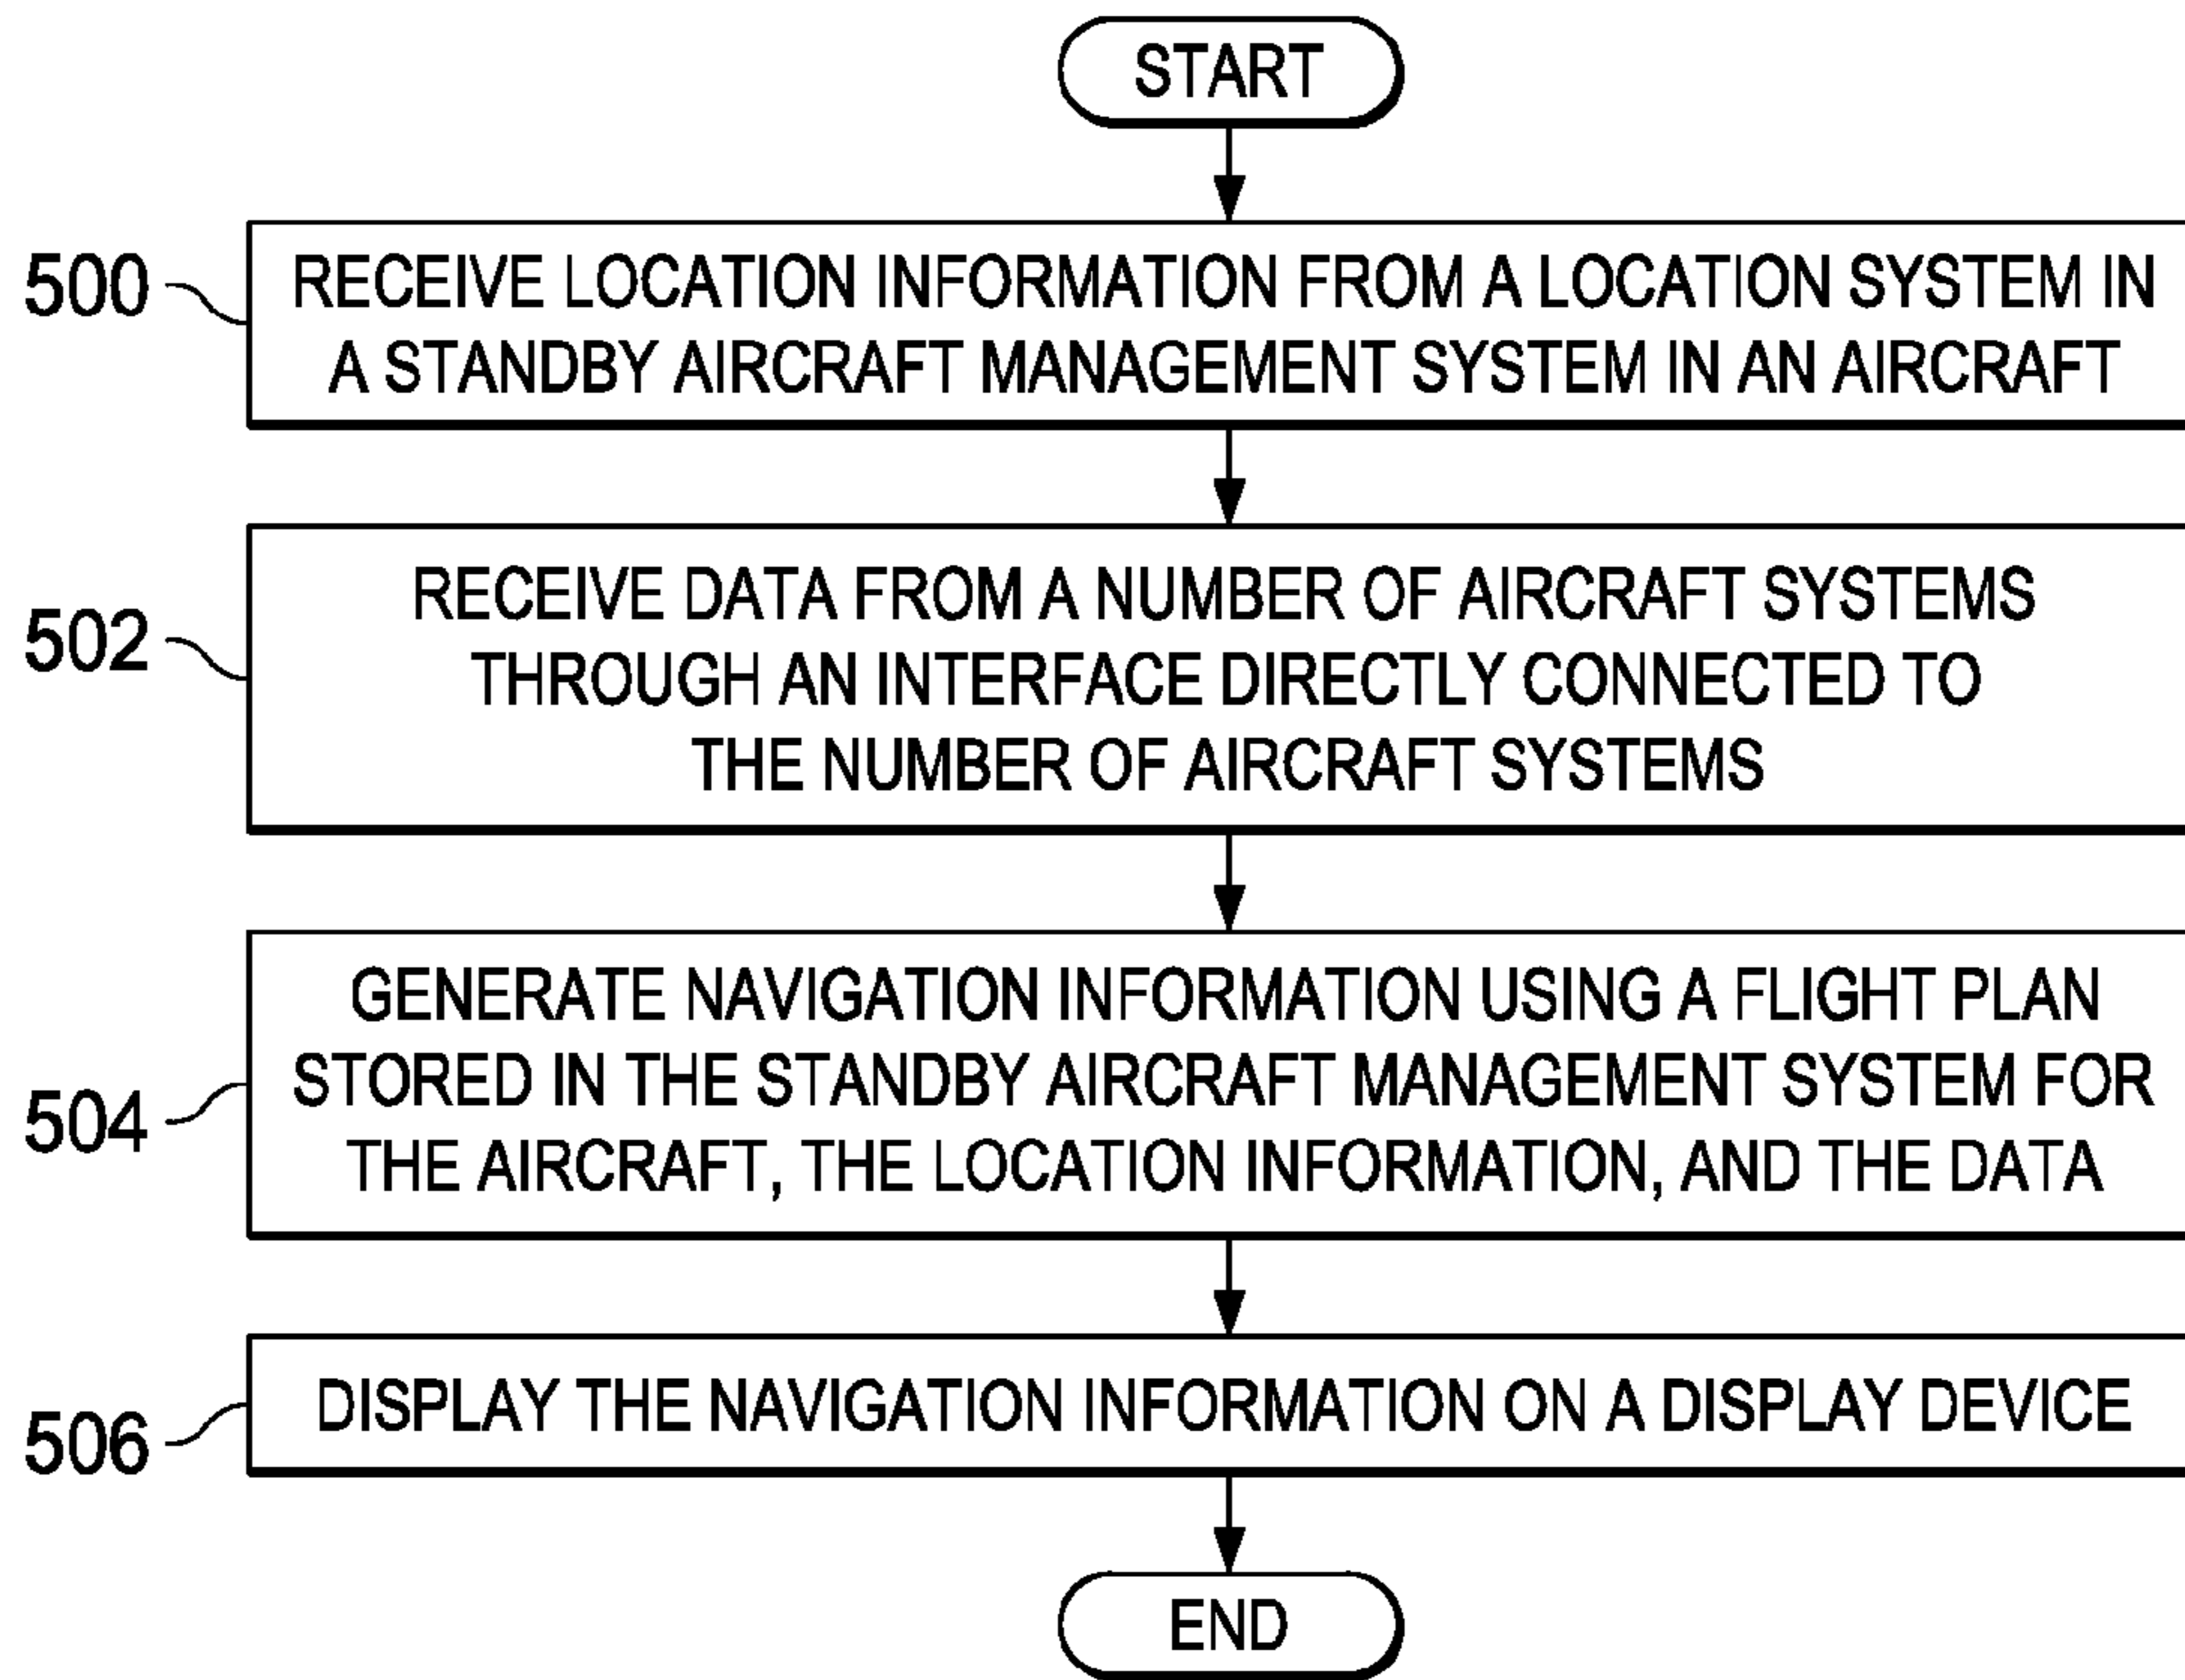 START
500
RECEIVE LOCATION INFORMATION FROM A LOCATION SYSTEM IN
A STANDBY AIRCRAFT MANAGEMENT SYSTEM IN AN AIRCRAFT
502
RECEIVE DATA FROM A NUMBER OF AIRCRAFT SYSTEMS
THROUGH AN INTERFACE DIRECTLY CONNECTED TO
THE NUMBER OF AIRCRAFT SYSTEMS
504
GENERATE NAVIGATION INFORMATION USING A FLIGHT PLAN
STORED IN THE STANDBY AIRCRAFT MANAGEMENT SYSTEM FOR
THE AIRCRAFT, THE LOCATION INFORMATION, AND THE DATA
506
DISPLAY THE NAVIGATION INFORMATION ON A DISPLAY DEVICE
END